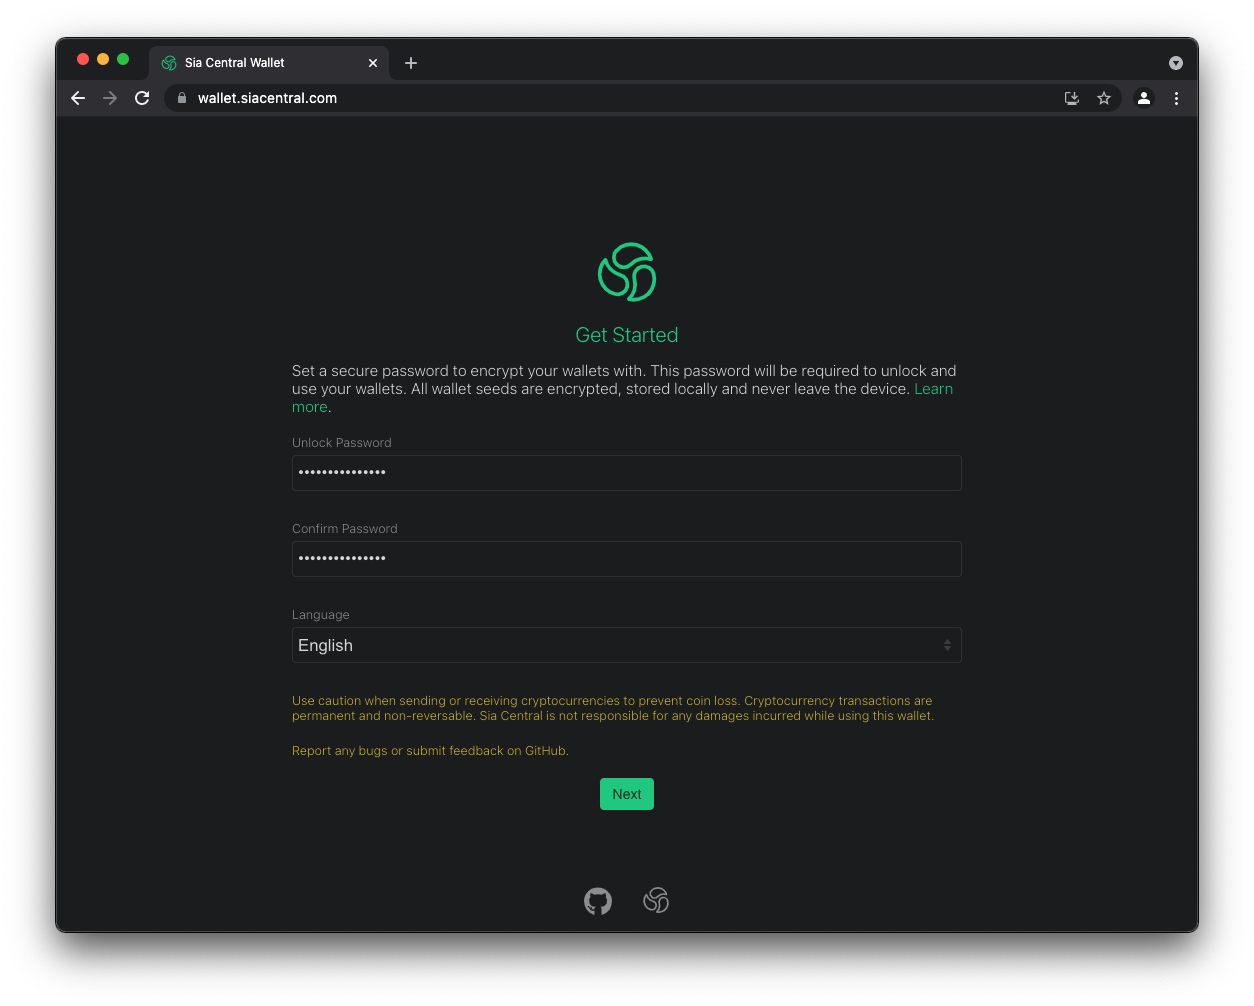 Sia Central Wallet
wallet.siacentral.com
Get Started
Set a secure password to encrypt your wallets with. This password will be required to unlock and
use your wallets. All wallet seeds are encrypted, stored locally and never leave the device. Learn
more.
Unlock Password
•••••••••••••••
Confirm Password
•••••••••••••••
Language
English
Use caution when sending or receiving cryptocurrencies to prevent coin loss. Cryptocurrency transactions are
permanent and non-reversable. Sia Central is not responsible for any damages incurred while using this wallet.
Report any bugs or submit feedback on GitHub.
Next